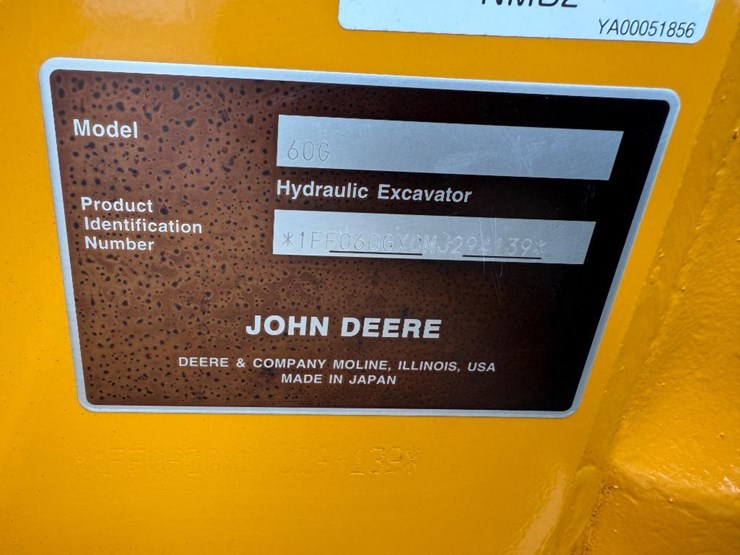 YA00051856
Model
60G
Hydraulic Excavator
Product
Identification
Number
JOHN DEERE
DEERE & COMPANY MOLINE, ILLINOIS, USA
MADE IN JAPAN